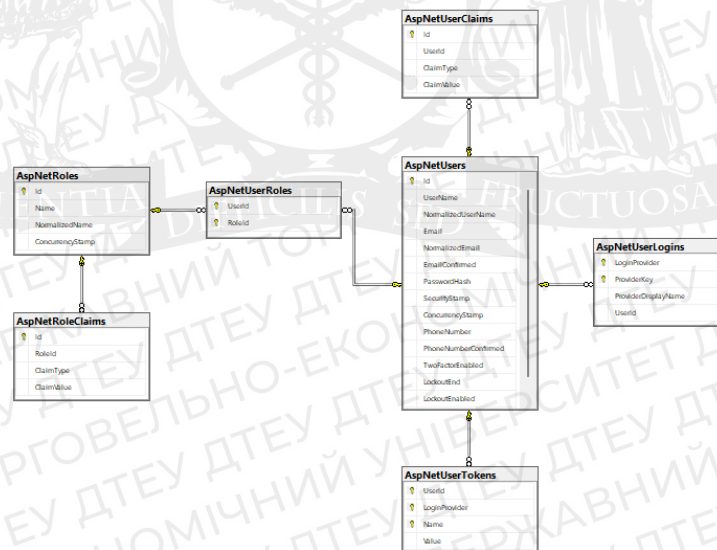 AspNetUserClaims
Id
UserId
ClaimType
ClaimValue
AspNetRoles
Id
Name
NormalizedName
ConcurrencyStamp
AspNetUserRoles
UserId
RoleId
AspNetUsers
Id
UserName
NormalizedUserName
Email
NormalizedEmail
EmailConfirmed
PasswordHash
SecurityStamp
ConcurrencyStamp
PhoneNumber
PhoneNumberConfirmed
TwoFactorEnabled
LockoutEnd
LockoutEnabled
AspNetUserLogins
LoginProvider
ProviderKey
ProviderDisplayName
UserId
AspNetRoleClaims
Id
RoleId
ClaimType
ClaimValue
AspNetUserTokens
UserId
LoginProvider
Name
Value